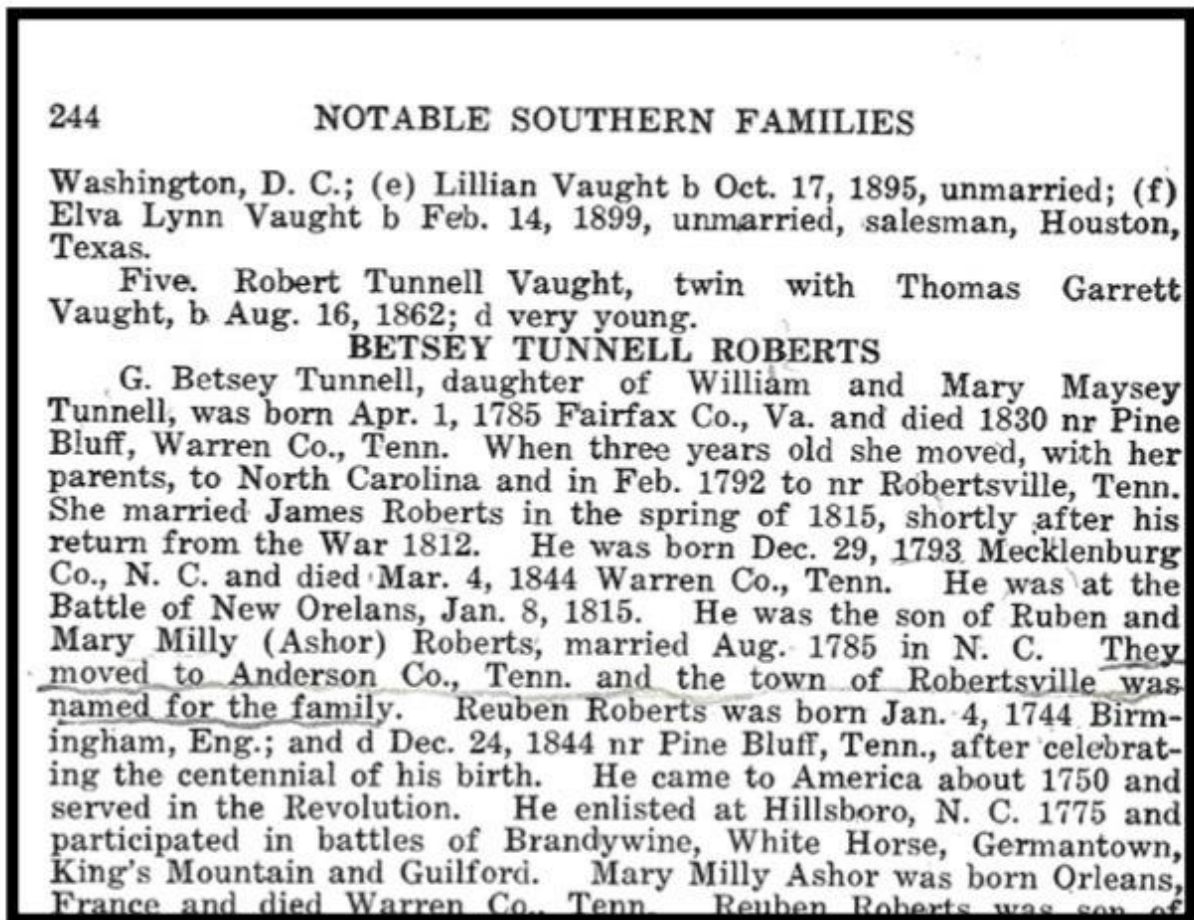 244 NOTABLE SOUTHERN FAMILIES
Washington, D. C.; (e) Lillian Vaught b Oct. 17, 1895, unmarried; (f)
Elva Lynn Vaught b Feb. 14, 1899, unmarried, salesman, Houston,
Texas.
Five. Robert Tunnell Vaught, twin with Thomas Garrett
Vaught, b Aug. 16, 1862; d very young.
BETSEY TUNNELL ROBERTS
G. Betsey Tunnell, daughter of William and Mary Maysey
Tunnell, was born Apr. 1, 1785 Fairfax Co., Va. and died 1830 nr Pine
Bluff, Warren Co., Tenn. When three years old she moved, with her
parents, to North Carolina and in Feb. 1792 to nr Robertsville, Tenn.
She married James Roberts in the spring of 1815, shortly after his
return from the War 1812. He was born Dec. 29, 1793 Mecklenburg
Co., N. C. and died Mar. 4, 1844 Warren Co., Tenn. He was at the
Battle of New Orelans, Jan. 8, 1815. He was the son of Ruben and
Mary Milly (Ashor) Roberts, married Aug. 1785 in N. C. They
moved to Anderson Co., Tenn. and the town of Robertsville was
named for the family. Reuben Roberts was born Jan. 4, 1744 Birm-
ingham, Eng.; and d Dec. 24, 1844 nr Pine Bluff, Tenn., after celebrat-
ing the centennial of his birth. He came to America about 1750 and
served in the Revolution. He enlisted at Hillsboro, N. C. 1775 and
participated in battles of Brandywine, White Horse, Germantown,
King's Mountain and Guilford. Mary Milly Ashor was born Orleans,
France and died Warren Co., Tenn. Reuben Roberts was son of